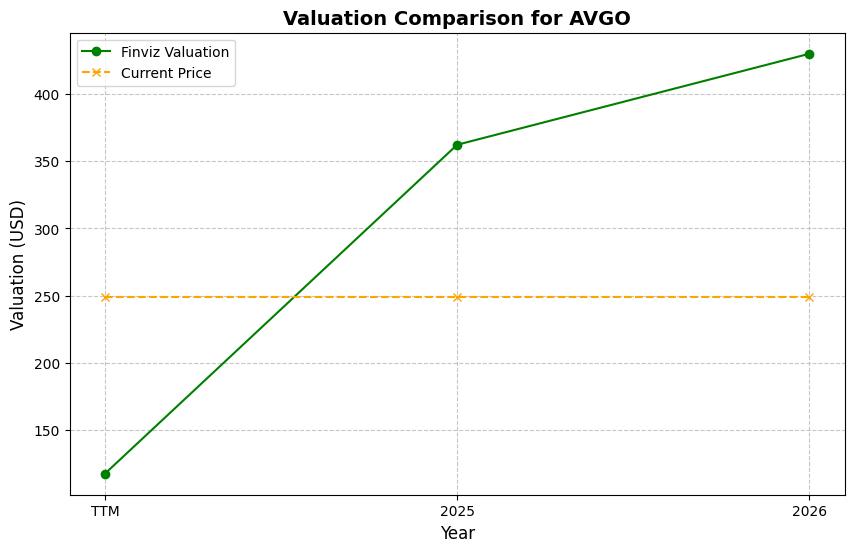 Valuation Comparison for AVGO
Finviz Valuation
Current Price
Valuation (USD)
400
350
300
250
200
150
TTM
2025
2026
Year